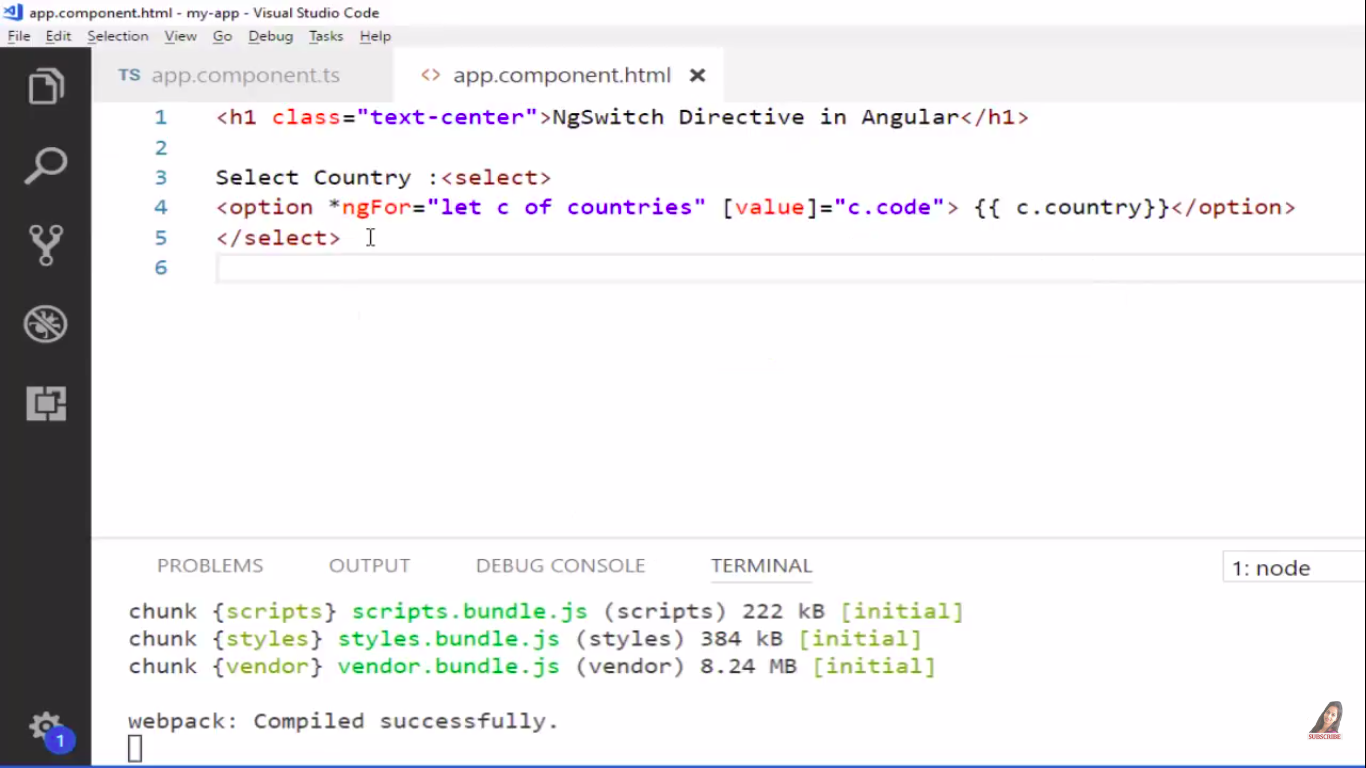 app.component.html - my-app - Visual Studio Code
File Edit Selection View Go Debug Tasks Help
TS app.component.ts <> app.component.html
1 <h1 class="text-center">NgSwitch Directive in Angular</h1>
2
3 Select Country :<select>
4 <option *ngFor="let c of countries" [value]="c.code"> {{ c.country}}</option>
5 </select>
6
PROBLEMS OUTPUT DEBUG CONSOLE TERMINAL 1: node
chunk {scripts} scripts.bundle.js (scripts) 222 kB [initial]
chunk {styles} styles.bundle.js (styles) 384 kB [initial]
chunk {vendor} vendor.bundle.js (vendor) 8.24 MB [initial]
webpack: Compiled successfully.
1
SUBSCRIBE